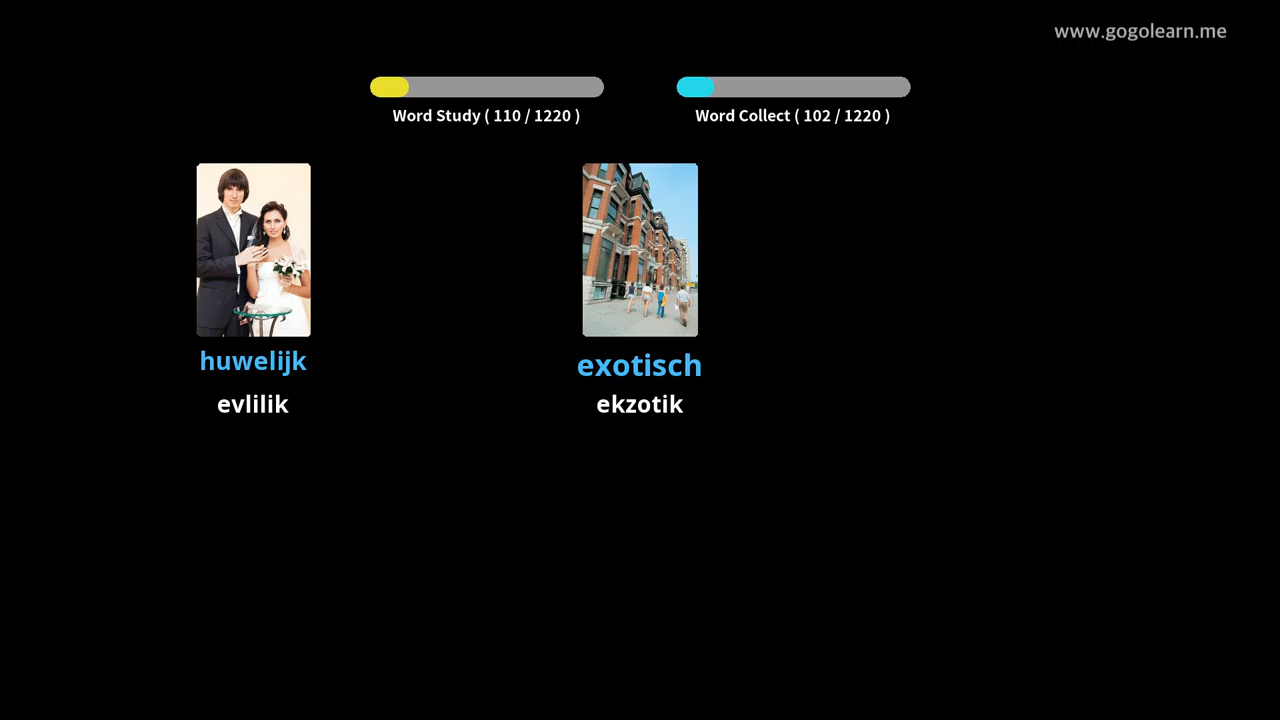 www.gogolearn.me
Word Study ( 110 / 1220 )
Word Collect ( 102 / 1220 )
huwelijk
evlilik
exotisch
ekzotik